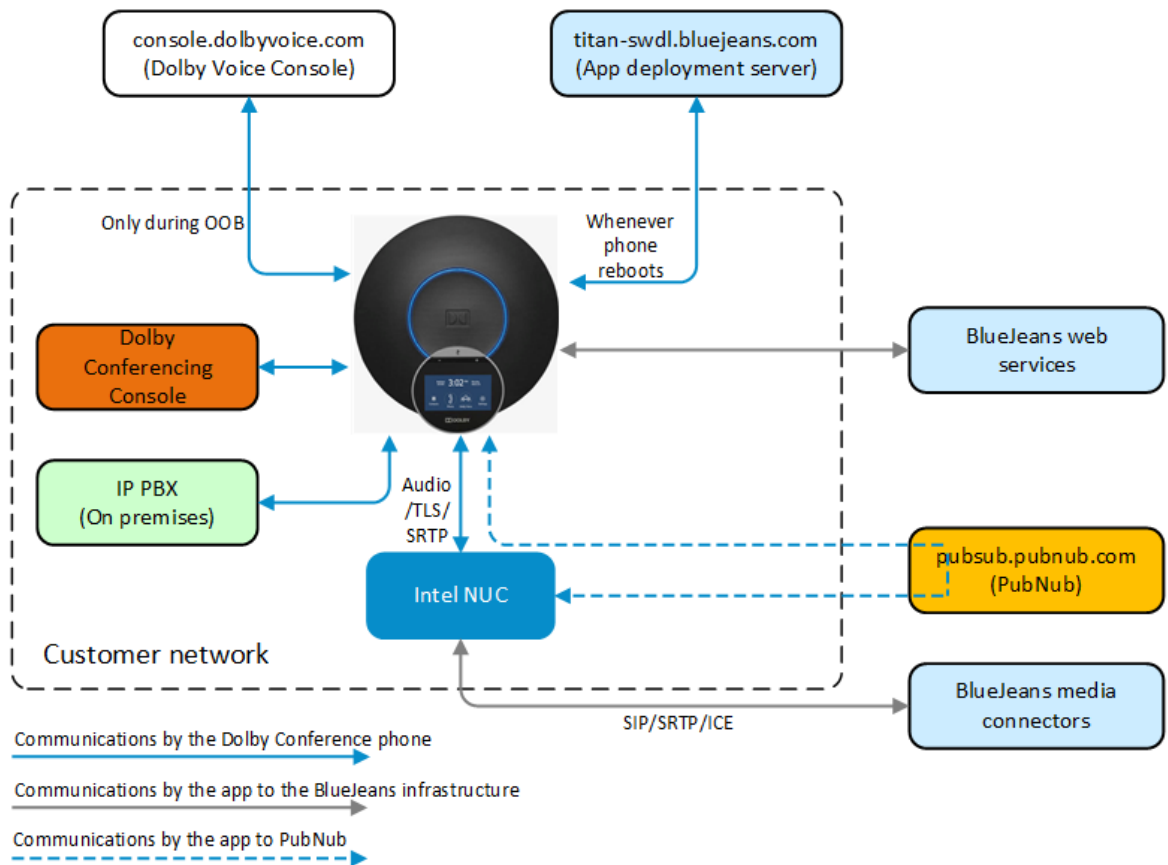 console.dolbyvoice.com
(Dolby Voice Console)
titan-swdl.bluejeans.com
(App deployment server)
Only during OOB
Whenever
phone
reboots
Dolby
Conferencing
Console
3:02
DOLBY
BlueJeans web
services
IP PBX
(On premises)
Audio
/TLS/
SRTP
Intel NUC
pubsub.pubnub.com
(PubNub)
Customer network
BlueJeans media
connectors
SIP/SRTP/ICE
Communications by the Dolby Conference phone
Communications by the app to the BlueJeans infrastructure
Communications by the app to PubNub